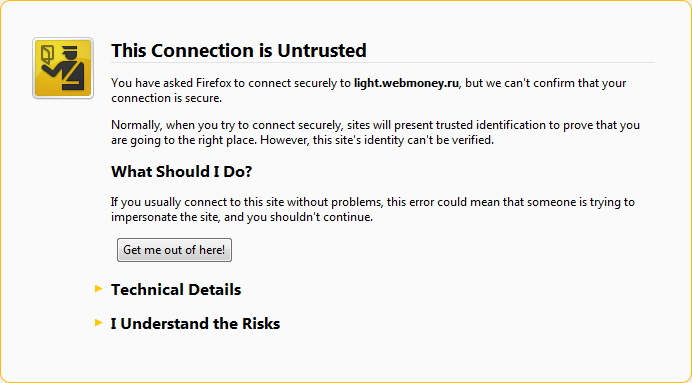 This Connection is Untrusted
You have asked Firefox to connect securely to light.webmoney.ru, but we can't confirm that your
connection is secure.
Normally, when you try to connect securely, sites will present trusted identification to prove that you
are going to the right place. However, this site's identity can't be verified.
What Should I Do?
If you usually connect to this site without problems, this error could mean that someone is trying to
impersonate the site, and you shouldn't continue.
Get me out of here!
Technical Details
I Understand the Risks